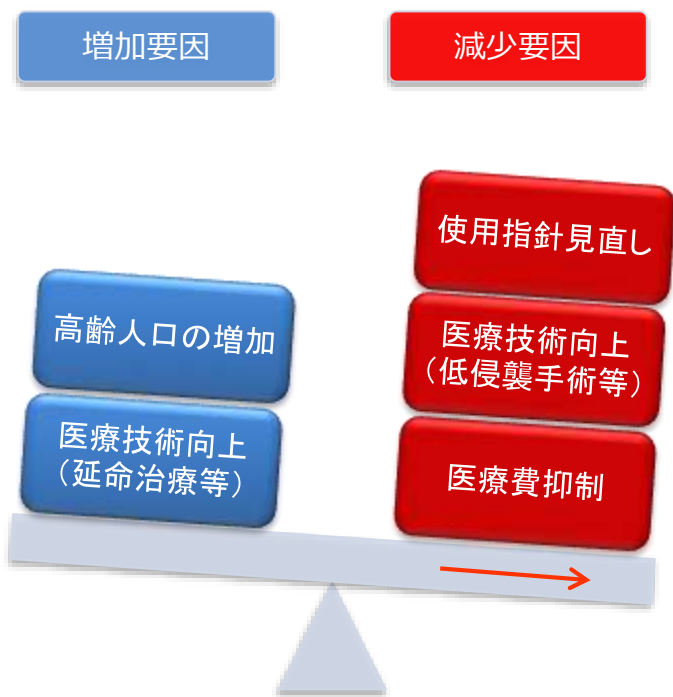 増加要因
減少要因
高齢人口の増加
医療技術向上
（延命治療等）
使用指針見直し
医療技術向上
（低侵襲手術等）
医療費抑制